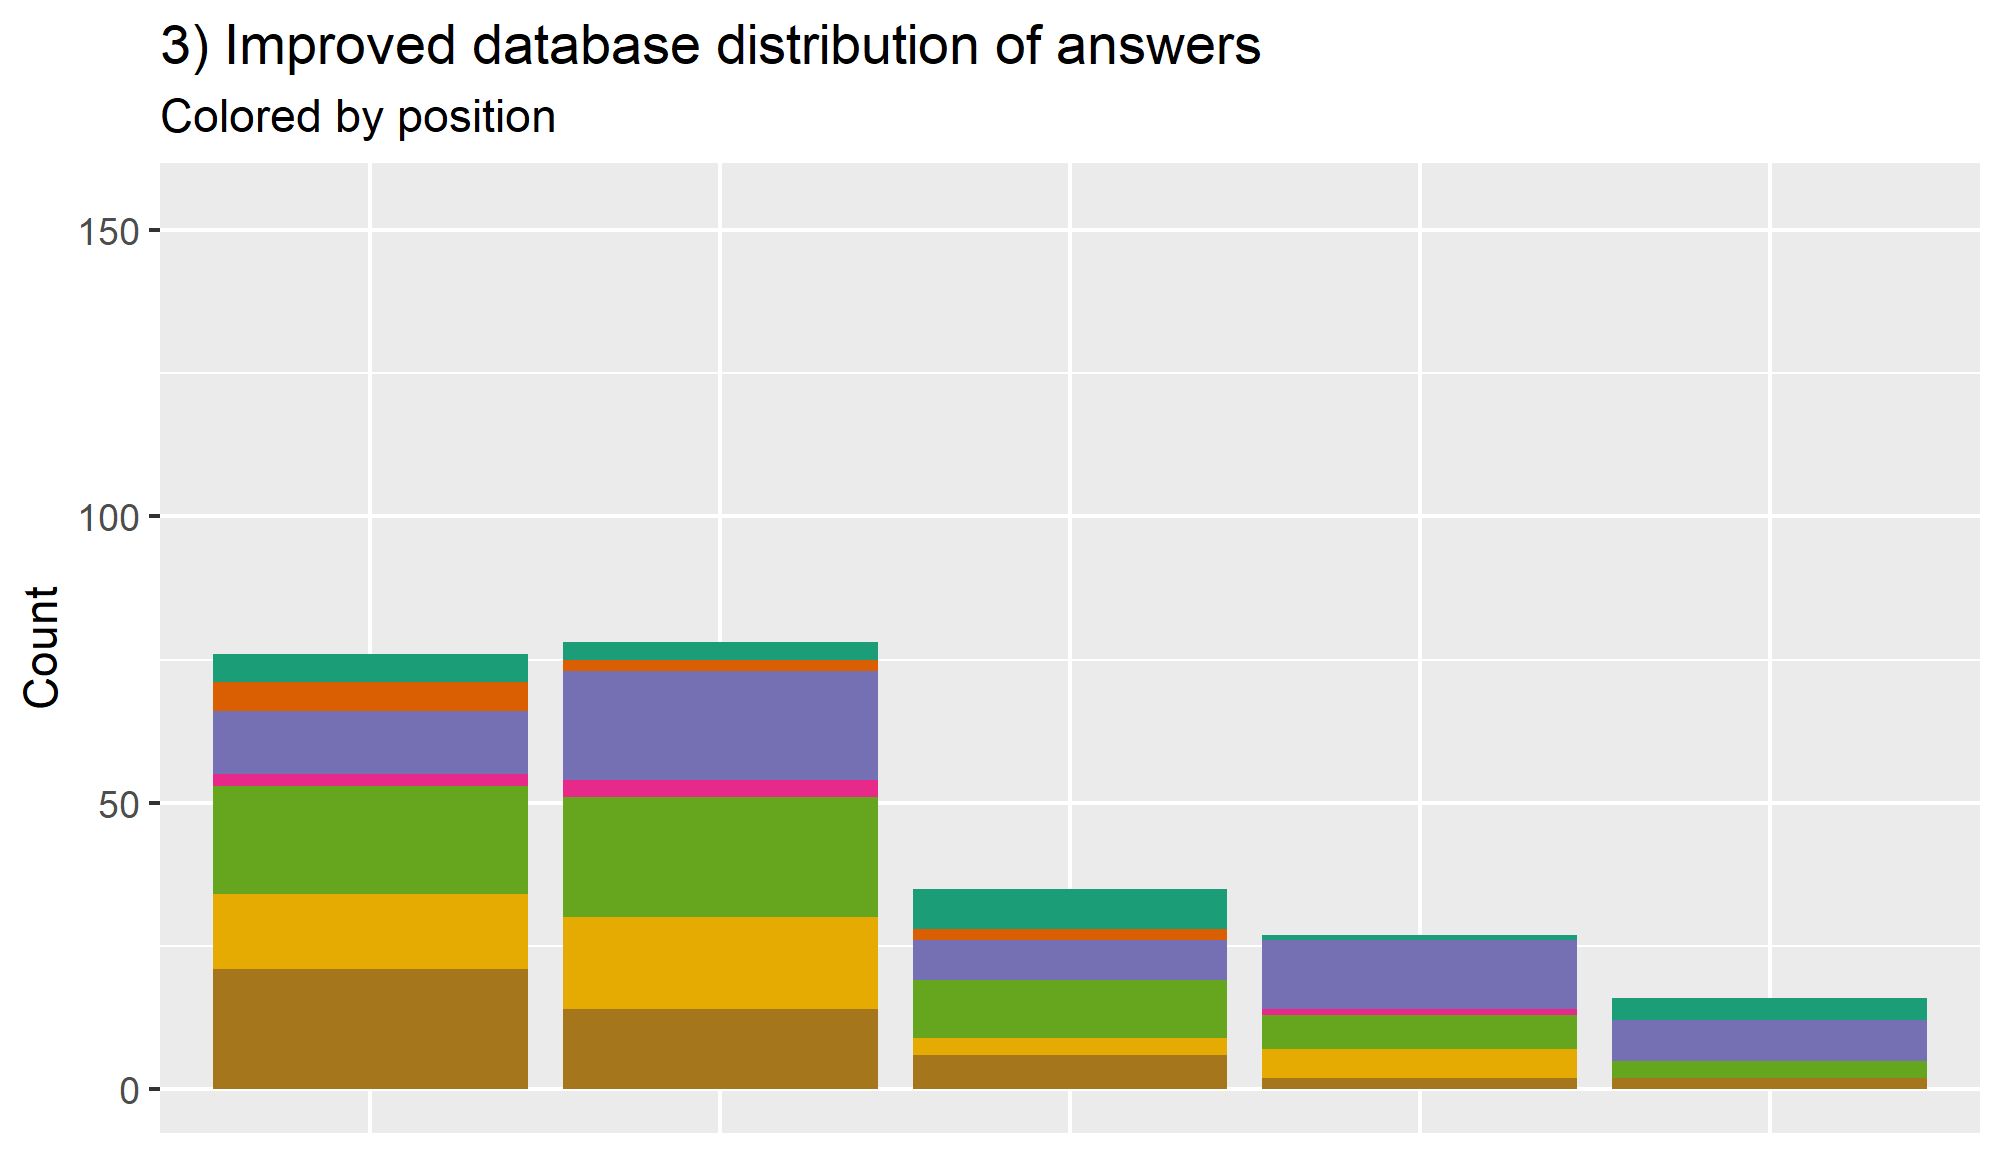 3) Improved database distribution of answers
Colored by position
150
100
50
0
Count